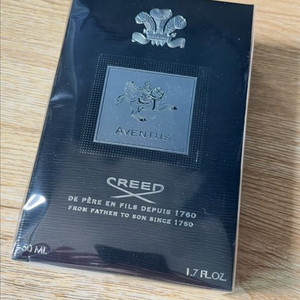 AVENTUS
CREED
DE PÈRE EN FILS DEPUIS 1760
FROM FATHER TO SON SINCE 1760
50 ML
1.7 FL.OZ.